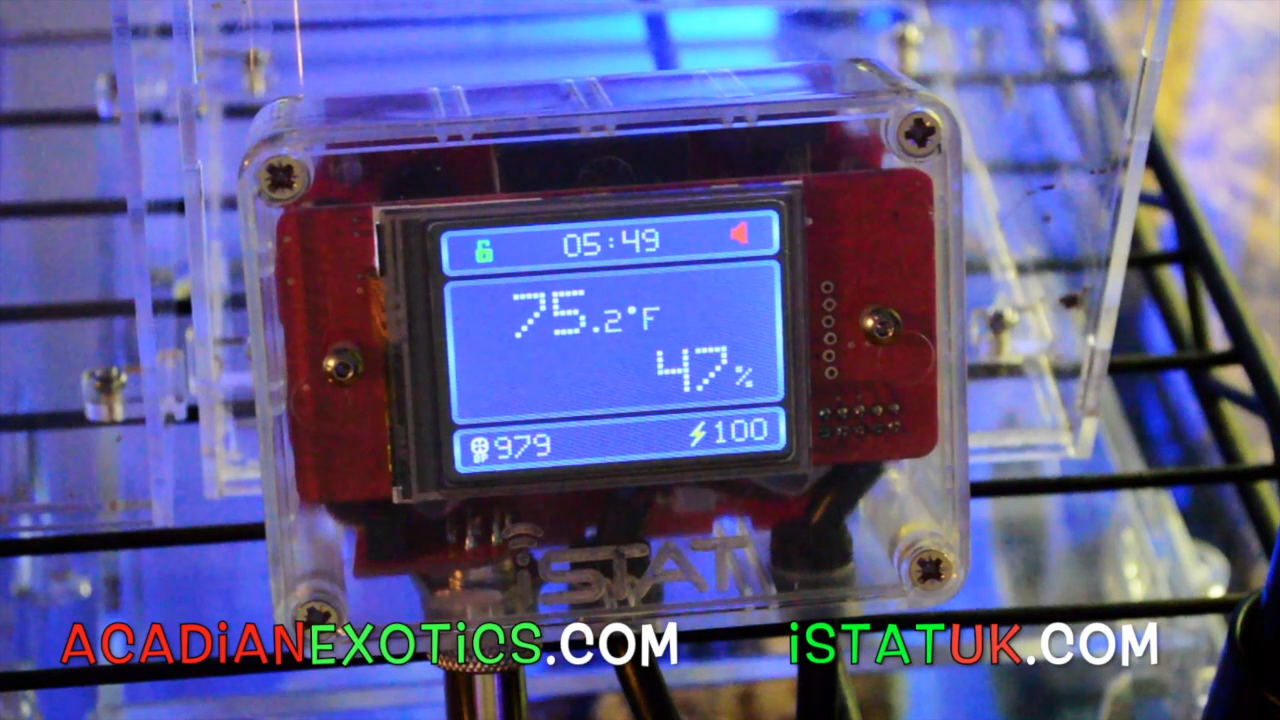 05:49
75.2°F
47%
979
100
iSTAT
ACADiANEXOTiCS.COM
iSTATUK.COM